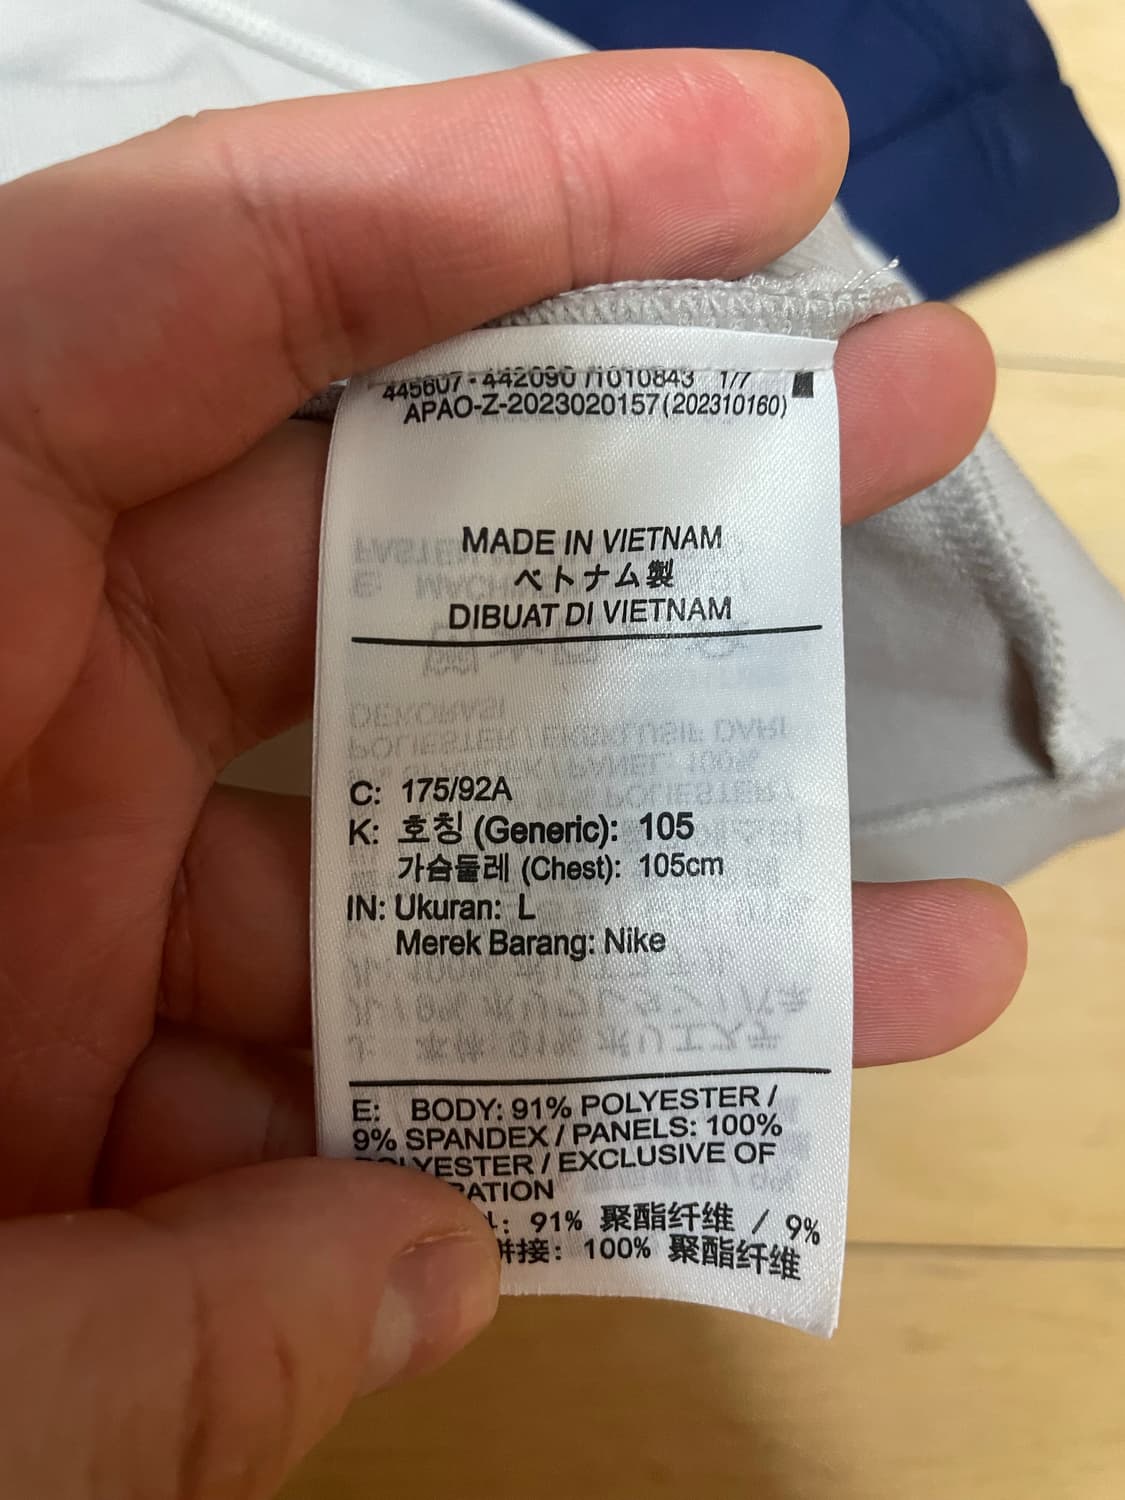 445607 - 442090 /1010843 1/7
APAO-Z-2023020157(202310160)
MADE IN VIETNAM
ベトナム製
DIBUAT DI VIETNAM
C: 175/92A
K: 호칭 (Generic): 105
가슴둘레 (Chest): 105cm
IN: Ukuran: L
Merek Barang: Nike
E: BODY: 91% POLYESTER /
9% SPANDEX / PANELS: 100%
POLYESTER / EXCLUSIVE OF
91% 聚酯纤维 / 9%
拼接: 100% 聚酯纤维